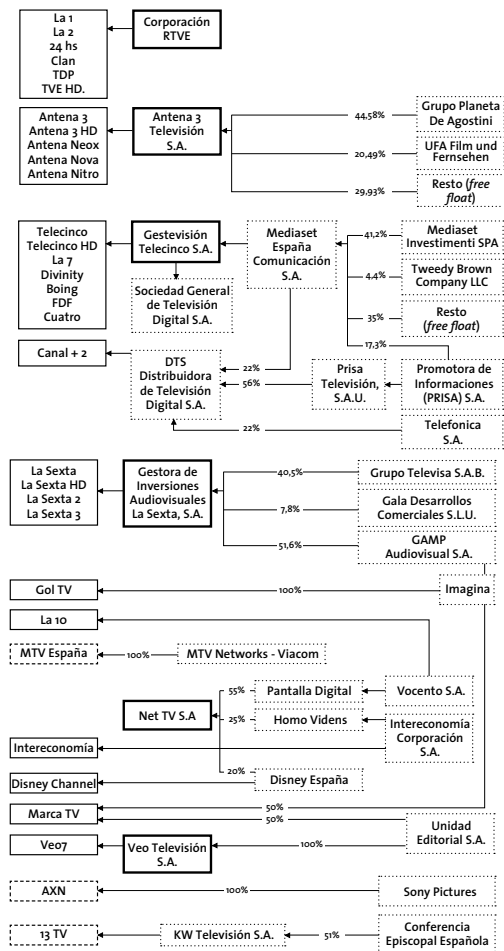 La 1
La 2
24 hs
Clan
TDP
TVE HD.
Corporación
RTVE
Antena 3
Antena 3 HD
Antena Neox
Antena Nova
Antena Nitro
Antena 3
Televisión
S.A.
44,58%
Grupo Planeta
De Agostini
20,49%
UFA Film und
Fernsehen
29,93%
Resto (free
float)
Telecinco
Telecinco HD
La 7
Divinity
Boing
FDF
Cuatro
Gestevisión
Telecinco S.A.
Sociedad General
de Televisión
Digital S.A.
Mediaset
España
Comunicación
S.A.
41,2%
Mediaset
Investimenti SPA
4,4%
Tweedy Brown
Company LLC
35%
Resto
(free float)
17,3%
Canal + 2
DTS
Distribuidora
de Televisión
Digital S.A.
22%
56%
Prisa
Televisión,
S.A.U.
Promotora de
Informaciones
(PRISA) S.A.
22%
Telefonica
S.A.
La Sexta
La Sexta HD
La Sexta 2
La Sexta 3
Gestora de
Inversiones
Audiovisuales
La Sexta, S.A.
40,5%
Grupo Televisa S.A.B.
7,8%
Gala Desarrollos
Comerciales S.L.U.
51,6%
GAMP
Audiovisual S.A.
Gol TV
100%
Imagina
La 10
MTV España
100%
MTV Networks - Viacom
Net TV S.A
55%
Pantalla Digital
Vocento S.A.
25%
Homo Videns
Intereconomía
Corporación
S.A.
Intereconomía
20%
Disney España
Disney Channel
Marca TV
50%
50%
Unidad
Editorial S.A.
Veo7
Veo Televisión
S.A.
100%
AXN
100%
Sony Pictures
13 TV
KW Televisión S.A.
51%
Conferencia
Episcopal Española